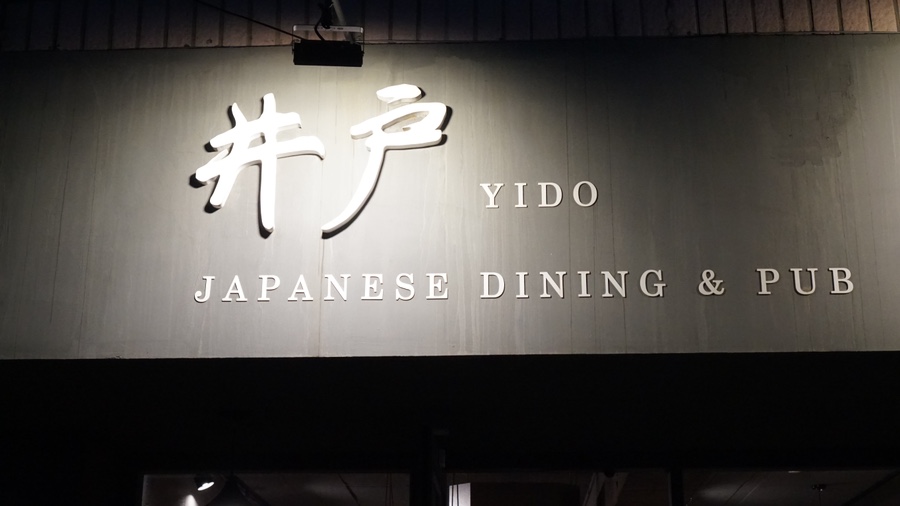 井戸 YIDO
JAPANESE DINING & PUB